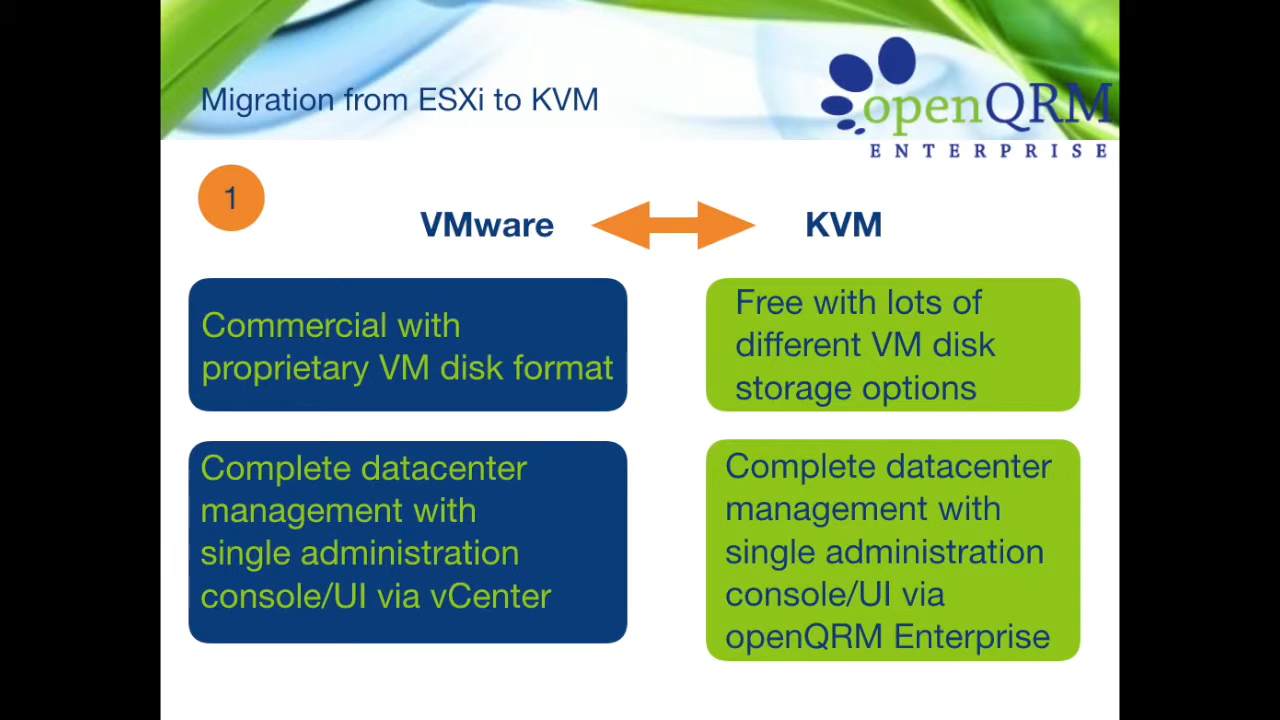 Migration from ESXi to KVM
openQRM
ENTERPRISE
1
VMware
KVM
Commercial with
proprietary VM disk format
Free with lots of
different VM disk
storage options
Complete datacenter
management with
single administration
console/UI via vCenter
Complete datacenter
management with
single administration
console/UI via
openQRM Enterprise